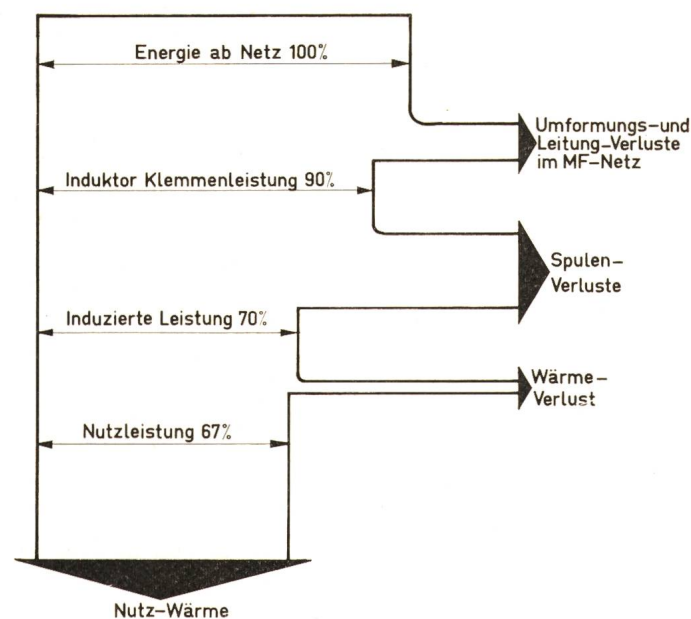 Energie ab Netz 100%
Umformungs-und
Leitung-Verluste
im MF-Netz
Induktor Klemmenleistung 90%
Spulen-
Verluste
Induzierte Leistung 70%
Wärme-
Verlust
Nutzleistung 67%
Nutz-Wärme